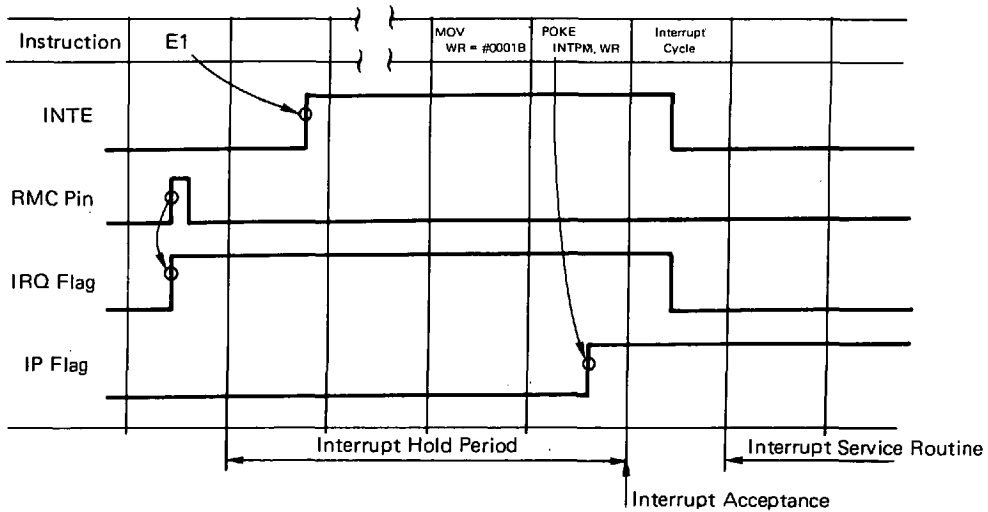 Instruction
E1
MOV
WR = #0001B
POKE
INTPM, WR
Interrupt
Cycle
INTE
RMC Pin
IRQ Flag
IP Flag
Interrupt Hold Period
Interrupt Service Routine
Interrupt Acceptance